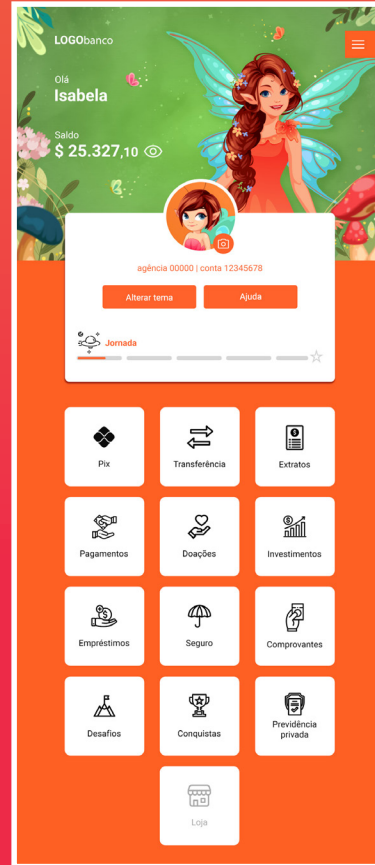 LOGObanco
Olá
Isabela
Saldo
$ 25.327,10
agência 00000 | conta 12345678
Alterar tema
Ajuda
Jornada
Pix
Transferência
Extratos
Pagamentos
Doações
Investimentos
Empréstimos
Seguro
Comprovantes
Desafios
Conquistas
Previdência
privada
Loja